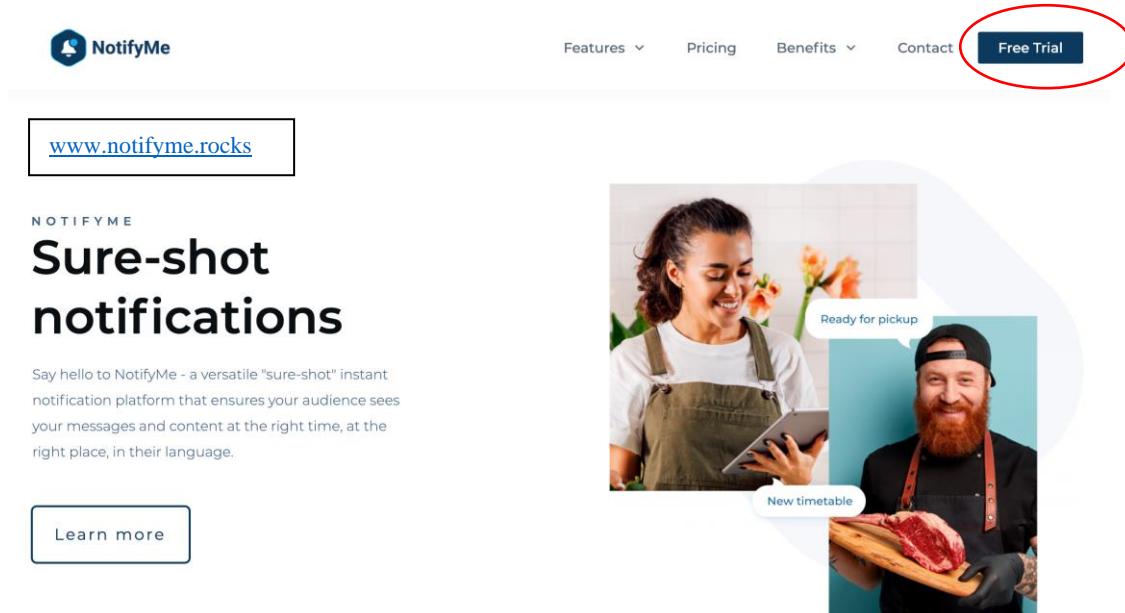 NotifyMe
Features
Pricing
Benefits
Contact
Free Trial
www.notifyme.rocks
NOTIFYME
Sure-shot
notifications
Say hello to NotifyMe - a versatile "sure-shot" instant
notification platform that ensures your audience sees
your messages and content at the right time, at the
right place, in their language.
Learn more
Ready for pickup
New timetable